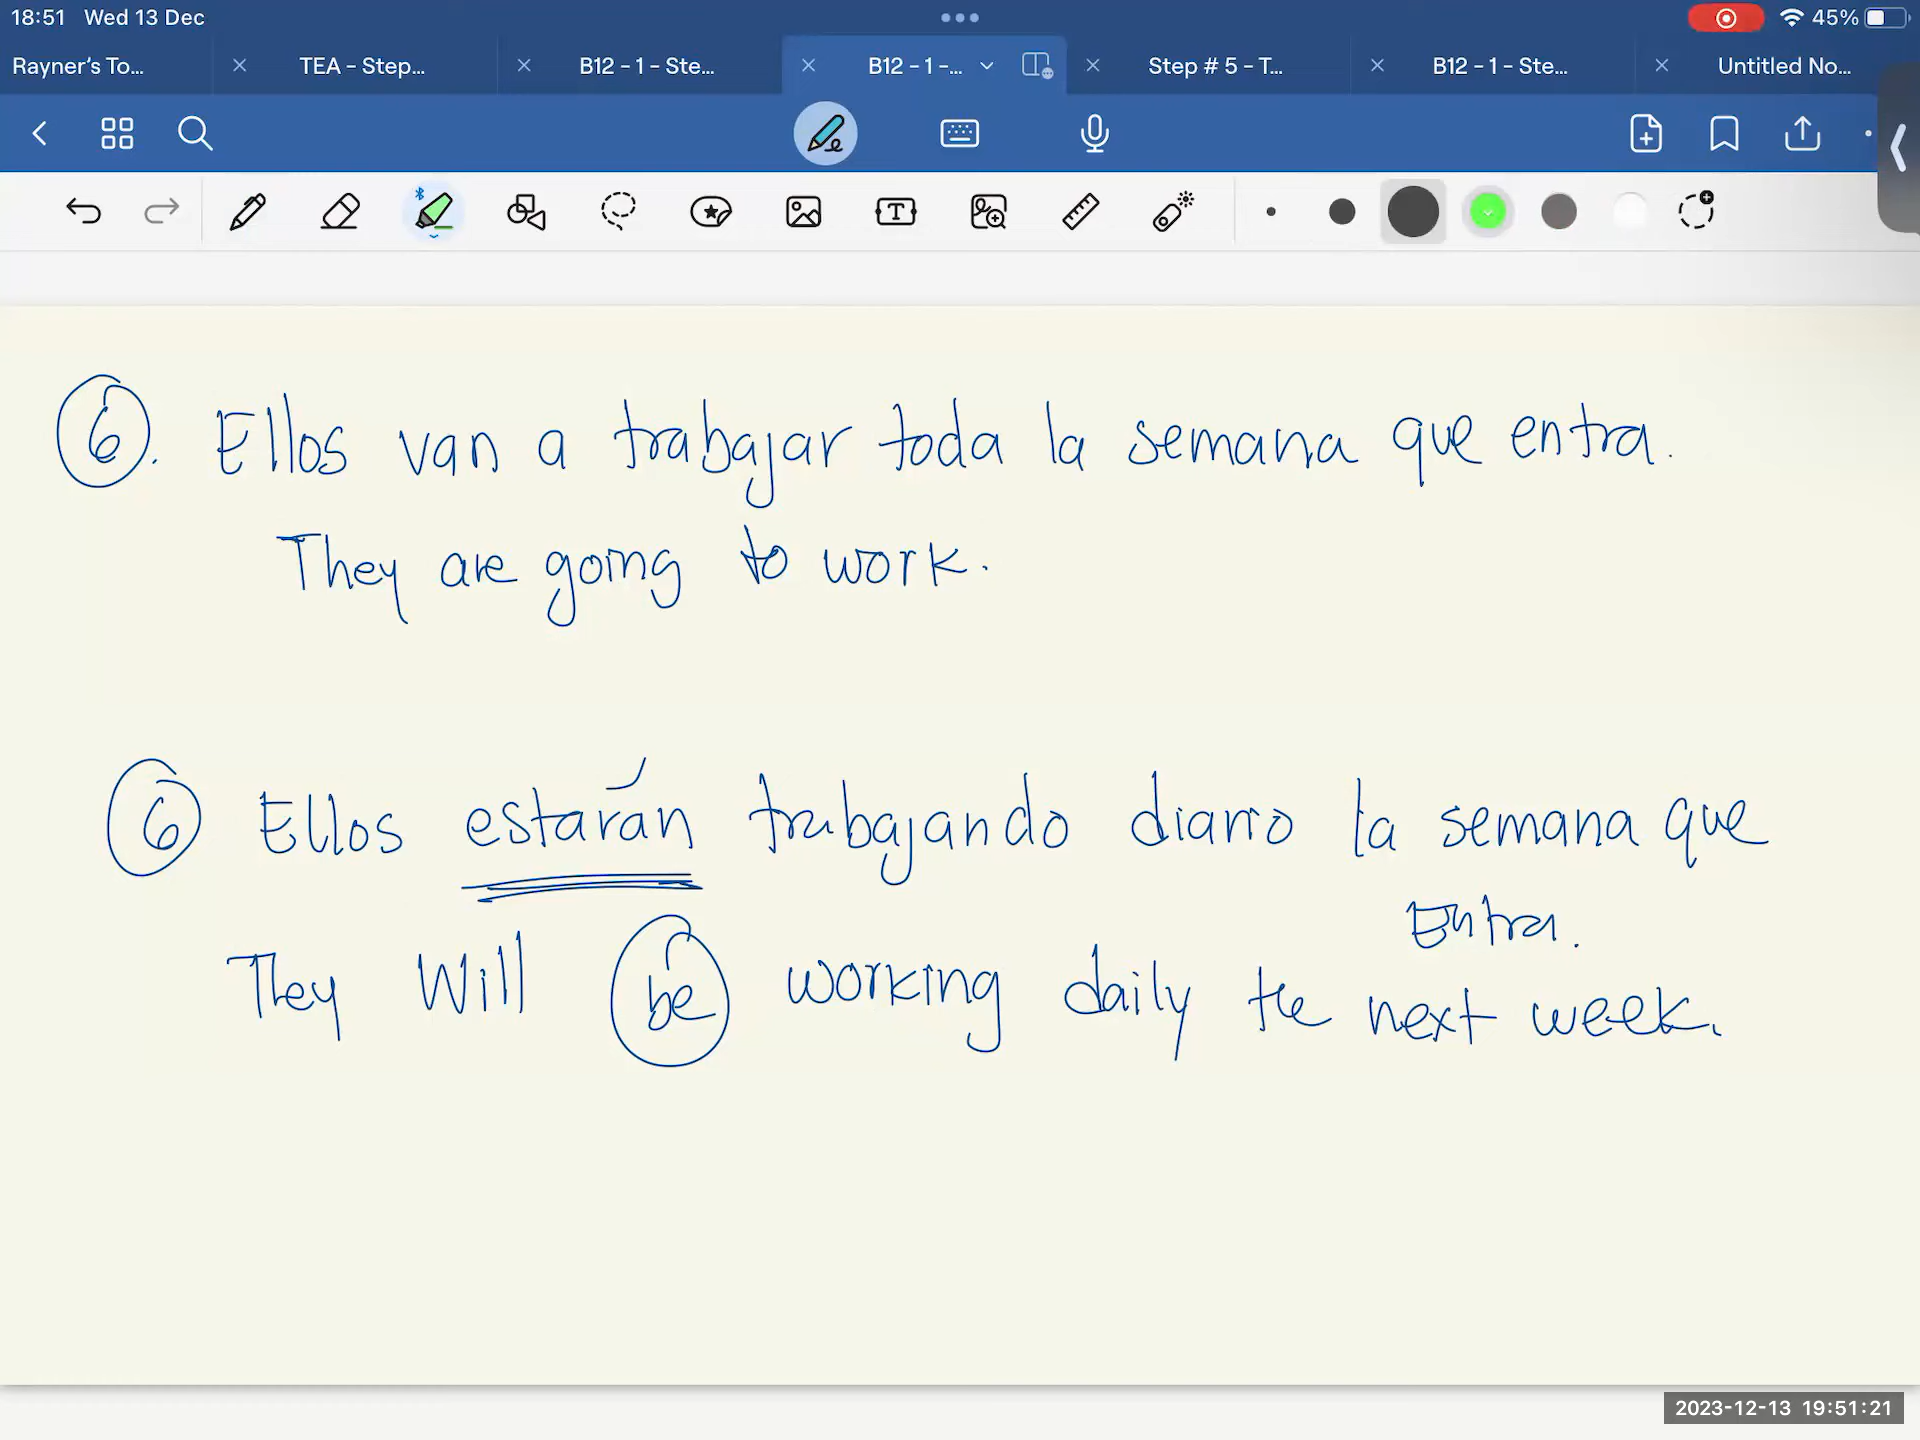 18:51 Wed 13 Dec
45%
Rayner's To...
TEA - Step...
B12 - 1 - Ste...
B12 - 1 -...
Step # 5 - T...
B12 - 1 - Ste...
Untitled No...
6. Ellos van a trabajar toda la semana que entra.
They are going to work.
6 Ellos estarán trabajando diario la semana que
Entra.
They Will be working daily the next week.
2023-12-13 19:51:21